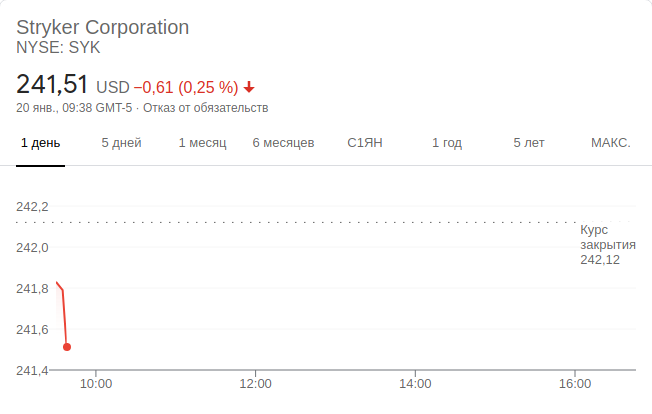 Stryker Corporation
NYSE: SYK
241,51 USD −0,61 (0,25 %)
20 янв., 09:38 GMT-5 · Отказ от обязательств
1 день 5 дней 1 месяц 6 месяцев С1ЯН 1 год 5 лет МАКС.
242,2
Курс
закрытия
242,12
242,0
241,8
241,6
241,4
10:00 12:00 14:00 16:00